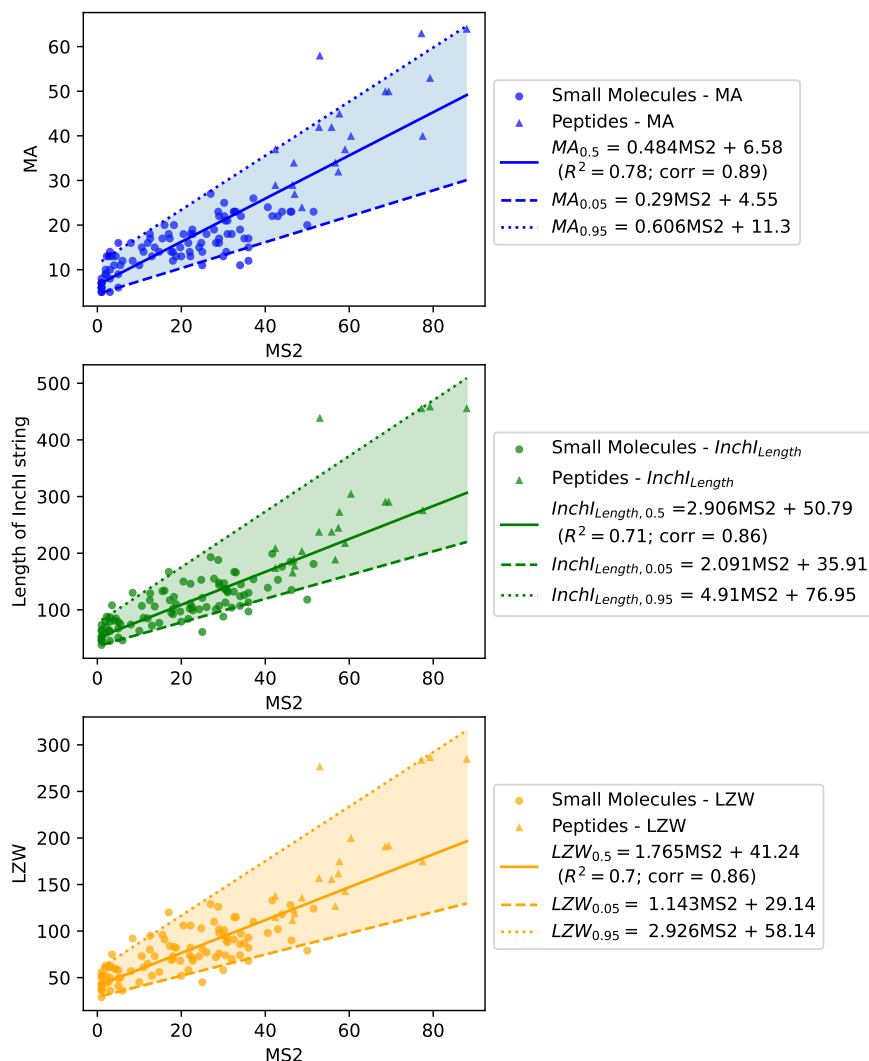 60
50
40
30
20
10
MA
0 20 40 60 80
MS2
Small Molecules - MA
Peptides - MA
MA0.5 = 0.484MS2 + 6.58
(R² = 0.78; corr = 0.89)
MA0.05 = 0.29MS2 + 4.55
MA0.95 = 0.606MS2 + 11.3
500
400
300
200
100
Length of InchI string
0 20 40 60 80
MS2
Small Molecules - InchILength
Peptides - InchILength
InchILength, 0.5 =2.906MS2 + 50.79
(R² = 0.71; corr = 0.86)
InchILength, 0.05 = 2.091MS2 + 35.91
InchILength, 0.95 = 4.91MS2 + 76.95
300
250
200
150
100
50
LZW
0 20 40 60 80
MS2
Small Molecules - LZW
Peptides - LZW
LZW0.5 = 1.765MS2 + 41.24
(R² = 0.7; corr = 0.86)
LZW0.05 = 1.143MS2 + 29.14
LZW0.95 = 2.926MS2 + 58.14